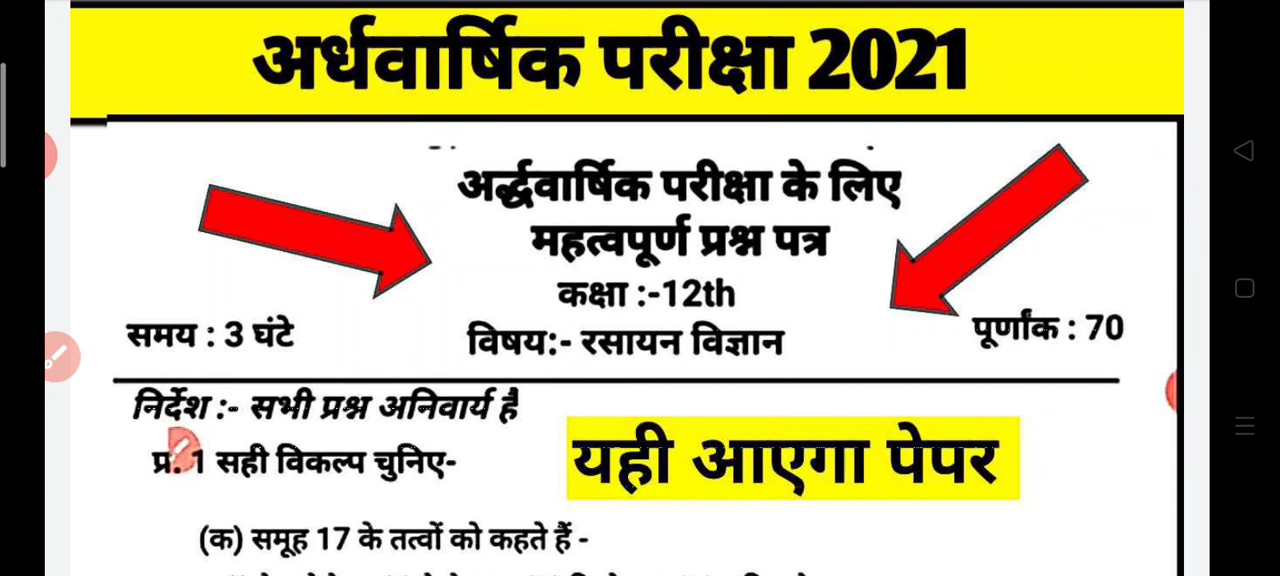 अर्धवार्षिक परीक्षा 2021
अर्द्धवार्षिक परीक्षा के लिए
महत्वपूर्ण प्रश्न पत्र
कक्षा :-12th
समय : 3 घंटे
विषय:- रसायन विज्ञान
पूर्णांक : 70
निर्देश :- सभी प्रश्न अनिवार्य है
प्र. 1 सही विकल्प चुनिए-
यही आएगा पेपर
(क) समूह 17 के तत्वों को कहते हैं -